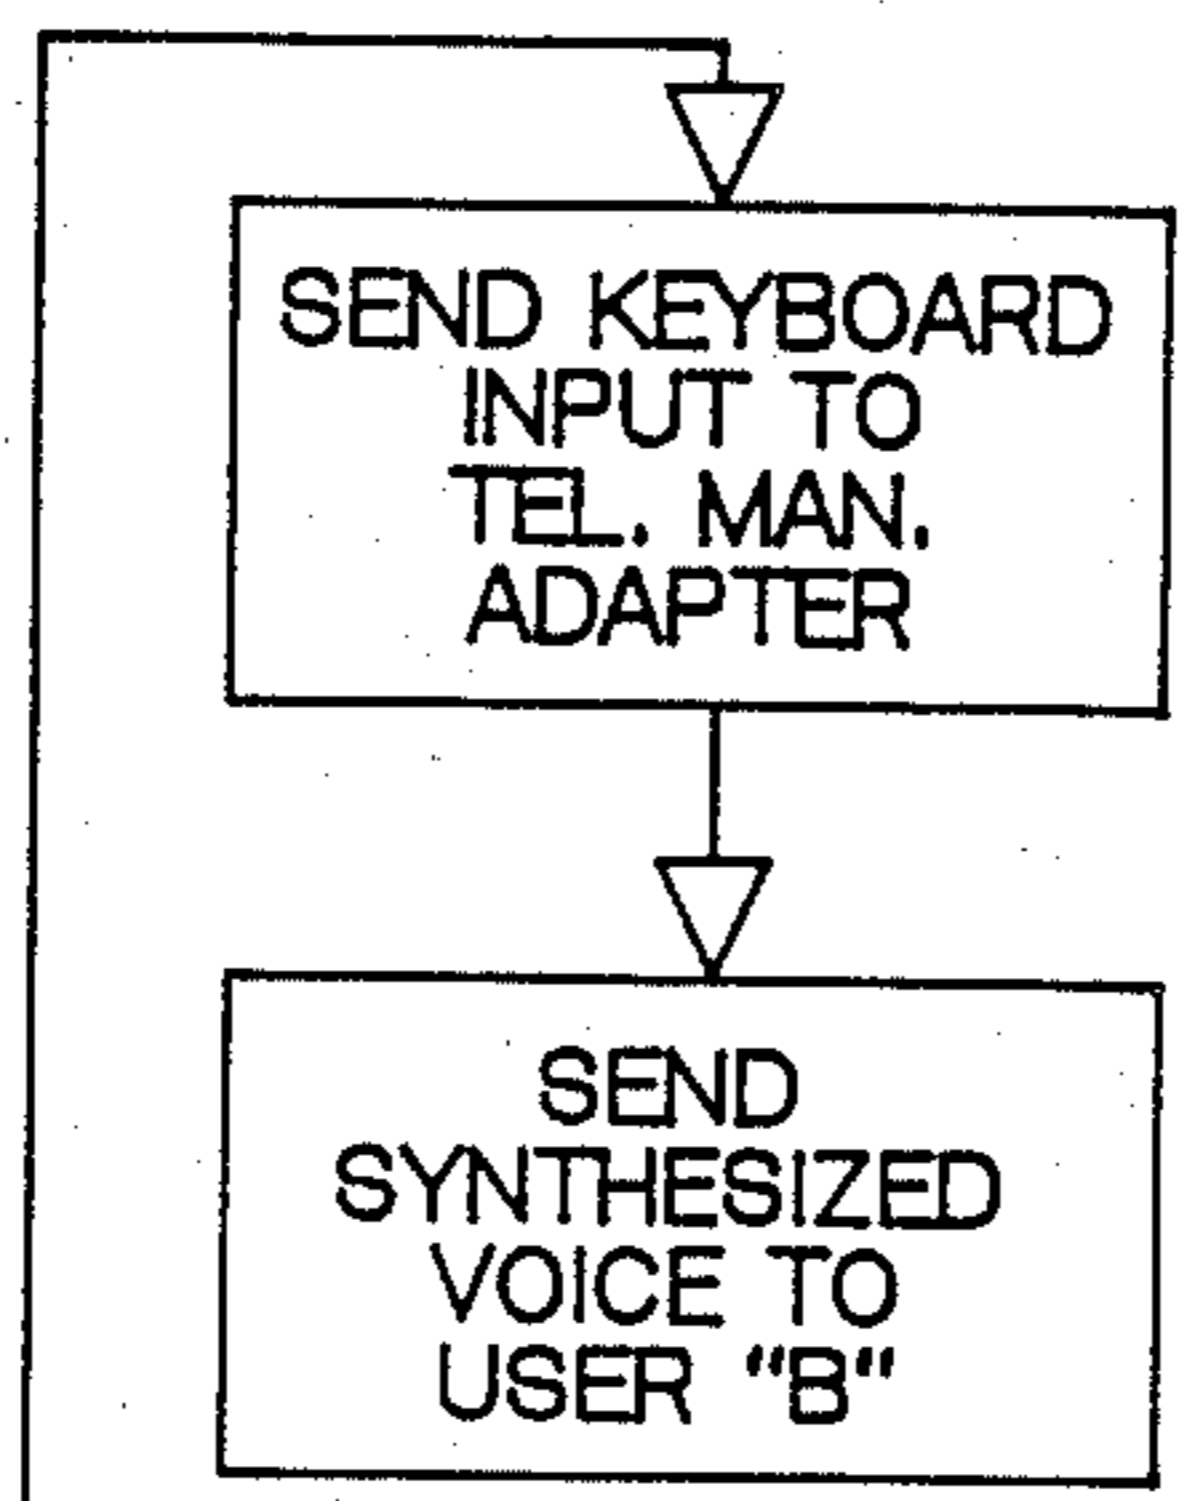 SEND KEYBOARD
INPUT TO
TEL. MAN.
ADAPTER
SEND
SYNTHESIZED
VOICE TO
USER "B"